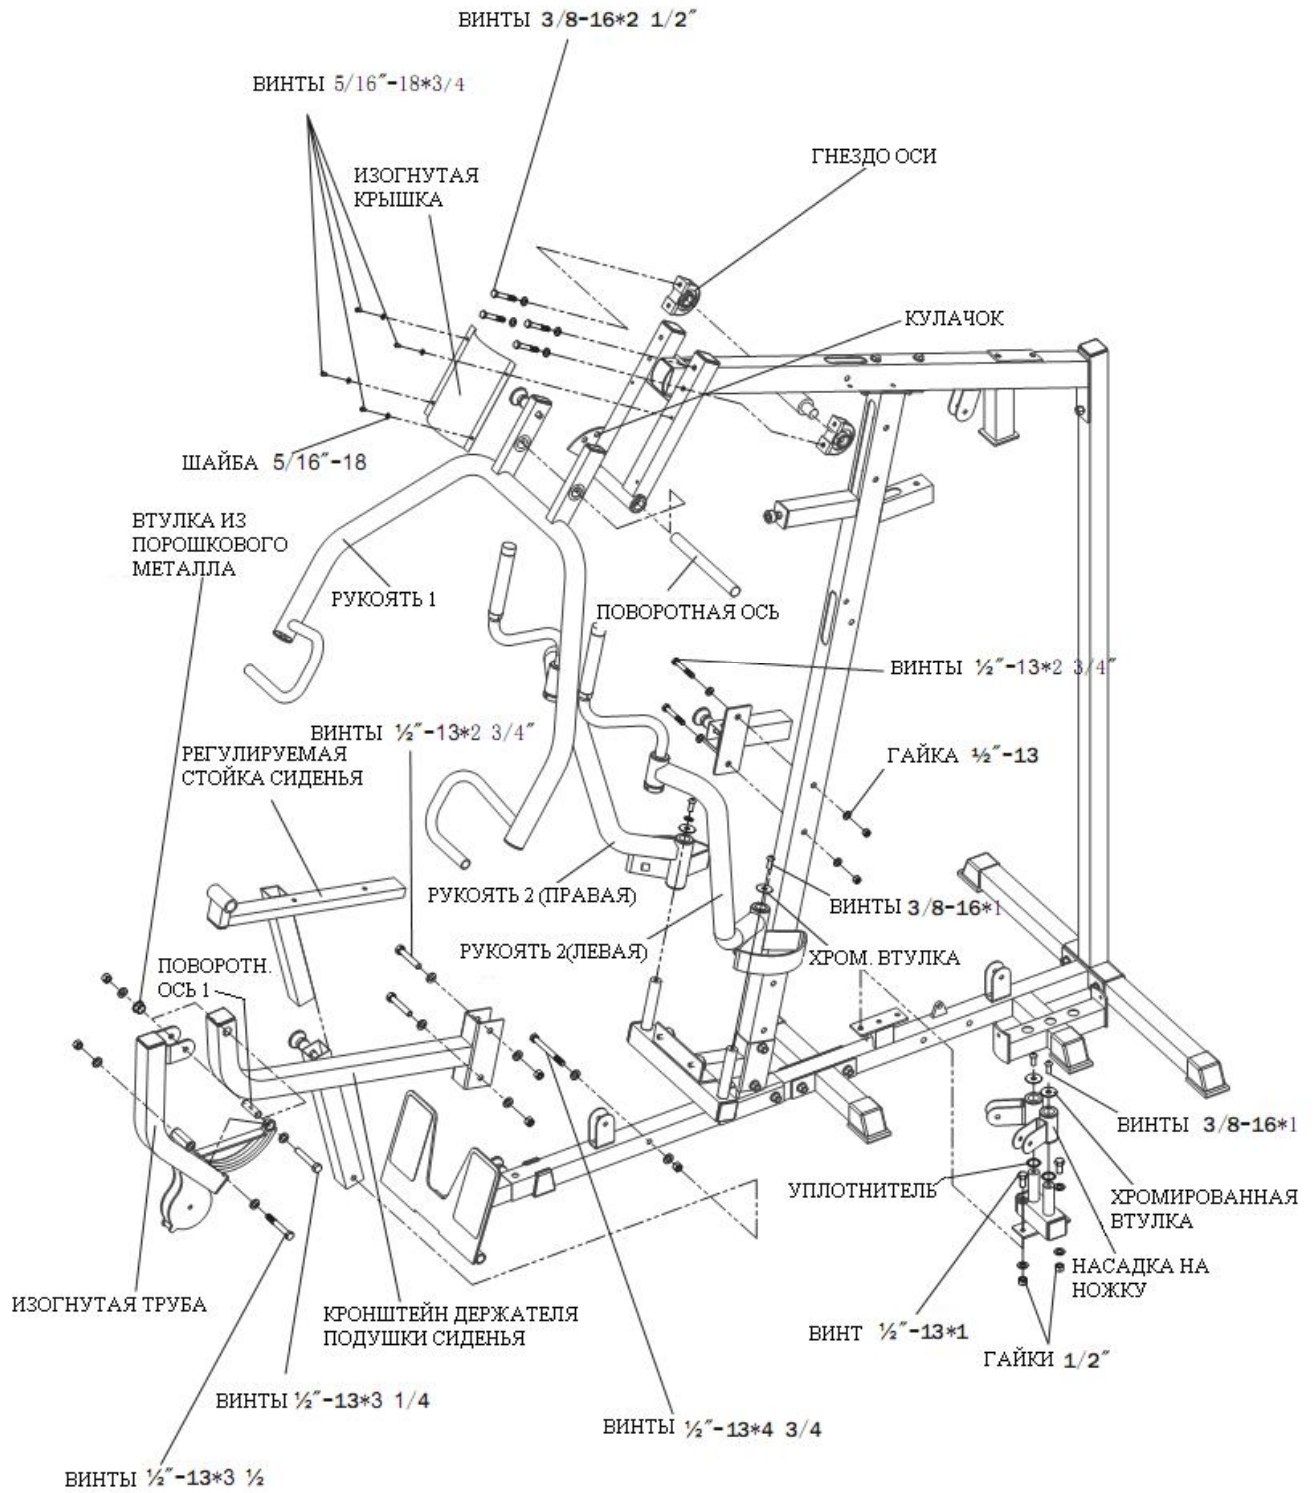 ВИНТЫ 3/8-16*2 1/2″
ВИНТЫ 5/16″-18*3/4
ГНЕЗДО ОСИ
ИЗОГНУТАЯ
КРЫШКА
КУЛАЧОК
ШАЙБА 5/16″-18
ВТУЛКА ИЗ
ПОРОШКОВОГО
МЕТАЛЛА
РУКОЯТЬ 1
ПОВОРОТНАЯ ОСЬ
ВИНТЫ ½″-13*2 3/4″
ВИНТЫ ½″-13*2 3/4″
РЕГУЛИРУЕМАЯ
СТОЙКА СИДЕНЬЯ
ГАЙКА ½″-13
РУКОЯТЬ 2 (ПРАВАЯ)
ВИНТЫ 3/8-16*1
РУКОЯТЬ 2(ЛЕВАЯ)
ХРОМ. ВТУЛКА
ПОВОРОТН.
ОСЬ 1
ВИНТЫ 3/8-16*1
УПЛОТНИТЕЛЬ
ХРОМИРОВАННАЯ
ВТУЛКА
НАСАДКА НА
НОЖКУ
ИЗОГНУТАЯ ТРУБА
КРОНШТЕЙН ДЕРЖАТЕЛЯ
ПОДУШКИ СИДЕНЬЯ
ВИНТ ½″-13*1
ГАЙКИ 1/2″
ВИНТЫ ½″-13*3 1/4
ВИНТЫ ½″-13*4 3/4
ВИНТЫ ½″-13*3 ½